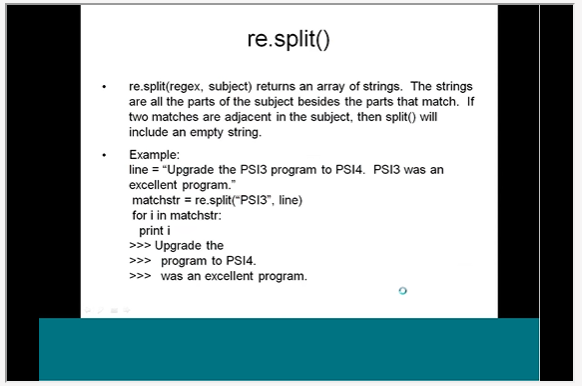 re.split()
• re.split(regex, subject) returns an array of strings.  The strings
are all the parts of the subject besides the parts that match.  If
two matches are adjacent in the subject, then split() will
include an empty string.
• Example:
line = “Upgrade the PSI3 program to PSI4.  PSI3 was an
excellent program.”
matchstr = re.split(“PSI3”, line)
for i in matchstr:
print i
>>> Upgrade the
>>>  program to PSI4.
>>>  was an excellent program.